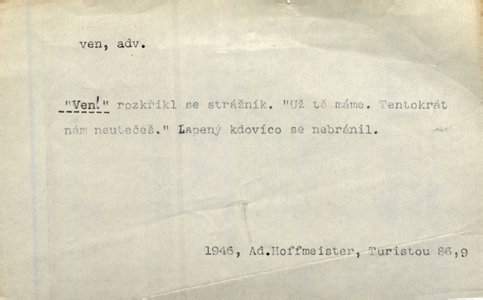 ven, adv.
"Ven!" rozkřikl se strážník. "Už tě máme. Tentokrát
nám neutečeš." Lapený kdovíco se nebránil.
1946, Ad.Hoffmeister, Turistou 86,9